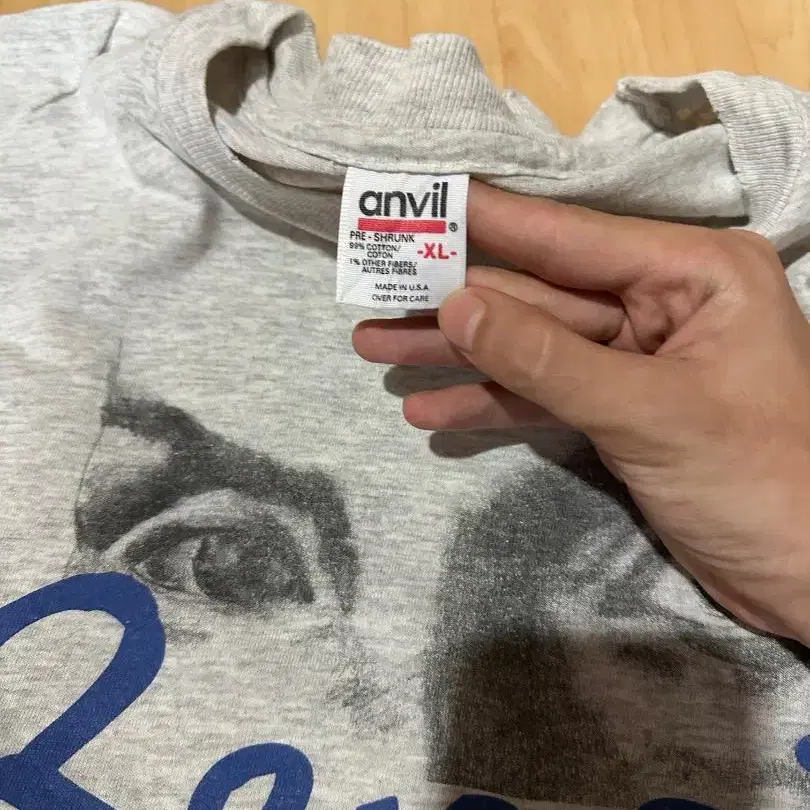 anvil
®
PRE - SHRUNK
-XL-
99% COTTON/
COTON
1% OTHER FIBERS/
AUTRES FIBRES
MADE IN U.S.A
OVER FOR CARE